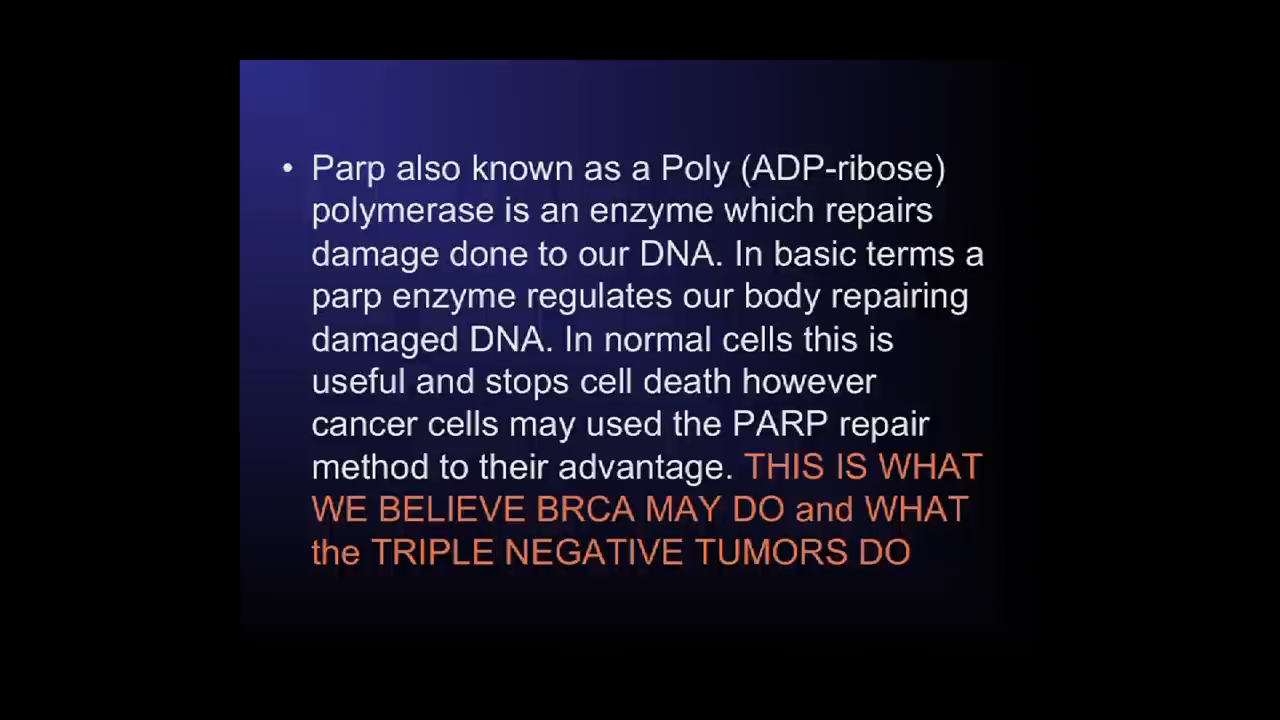 • Parp also known as a Poly (ADP-ribose)
polymerase is an enzyme which repairs
damage done to our DNA. In basic terms a
parp enzyme regulates our body repairing
damaged DNA. In normal cells this is
useful and stops cell death however
cancer cells may used the PARP repair
method to their advantage. THIS IS WHAT
WE BELIEVE BRCA MAY DO and WHAT
the TRIPLE NEGATIVE TUMORS DO